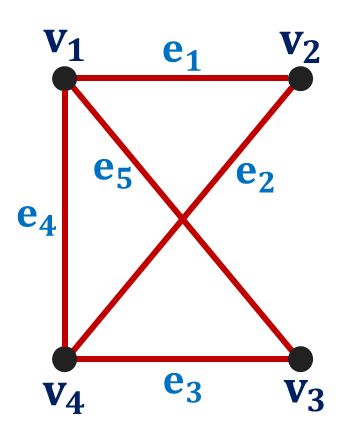 v₁ e₁ v₂
e₅ e₂
e₄
v₄ e₃ v₃